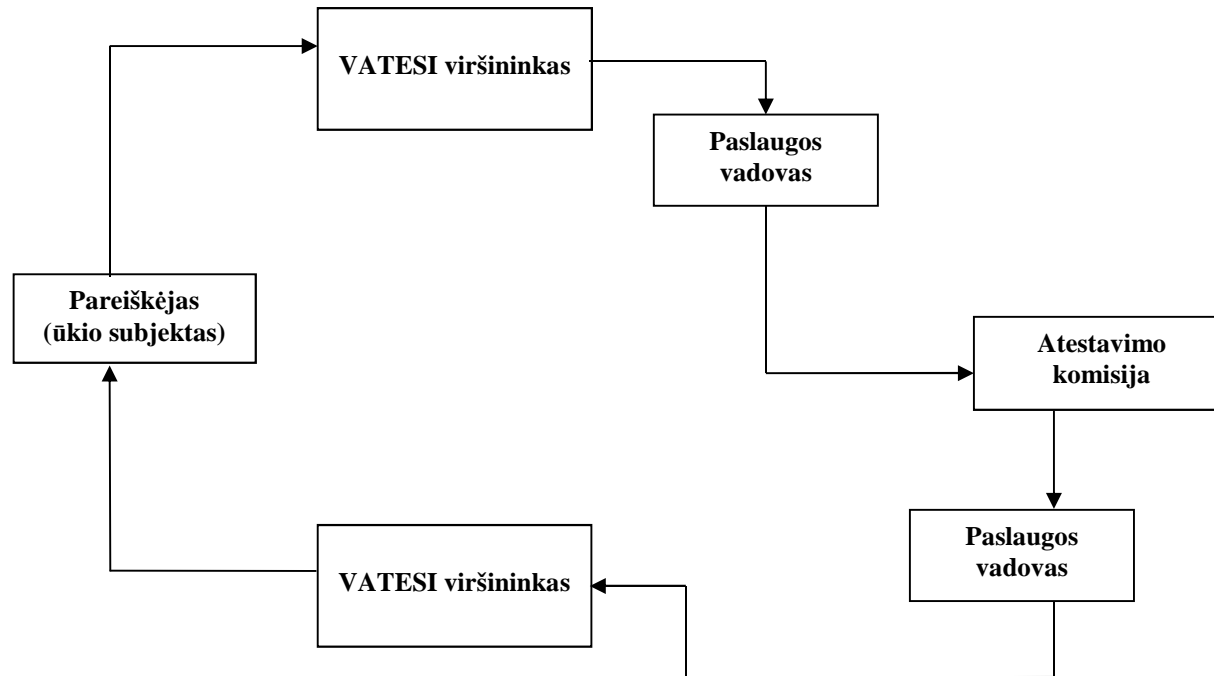 VATESI viršininkas
Paslaugos
vadovas
Pareiškėjas
(ūkio subjektas)
Atestavimo
komisija
Paslaugos
vadovas
VATESI viršininkas